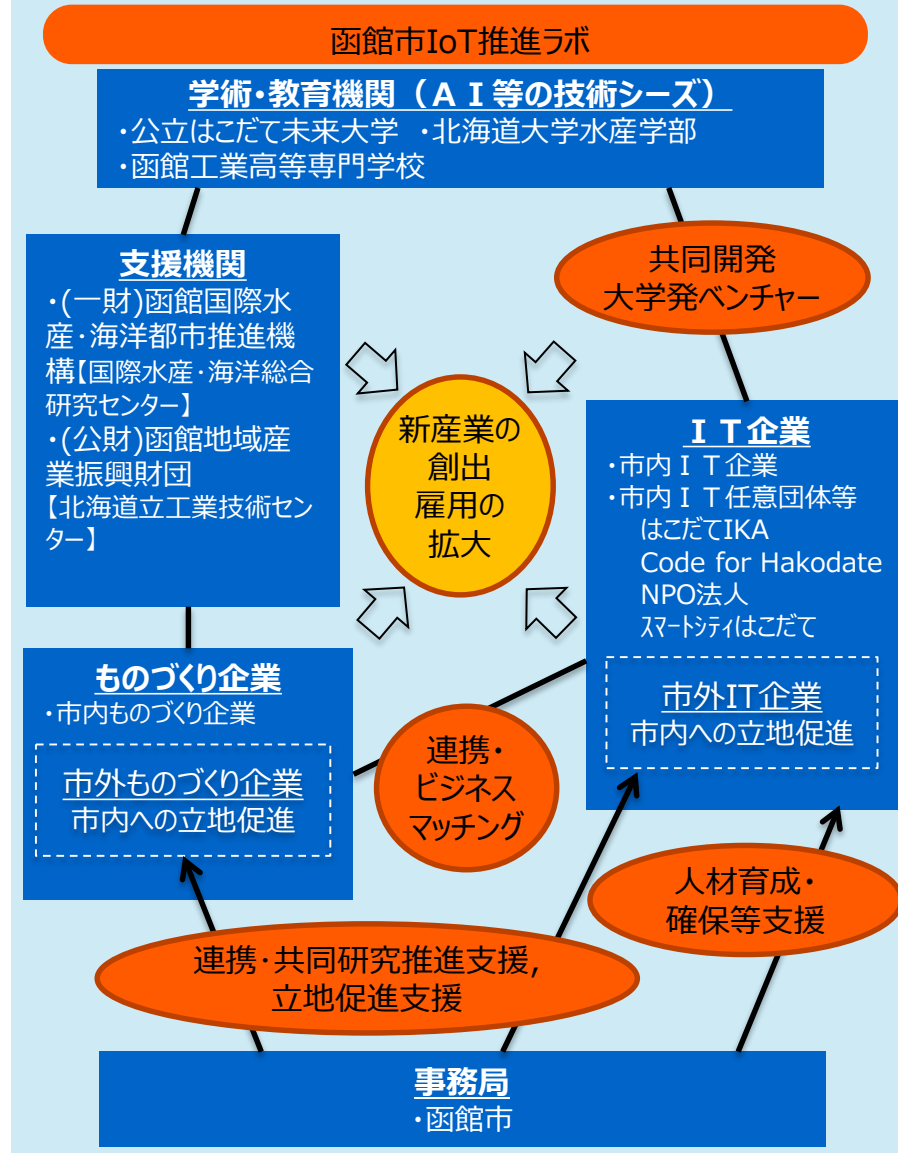 函館市IoT推進ラボ
学術・教育機関（ＡＩ等の技術シーズ）
・公立はこだて未来大学　・北海道大学水産学部
・函館工業高等専門学校
支援機関
・(一財)函館国際水
産・海洋都市推進機
構【国際水産・海洋総合
研究センター】
・(公財)函館地域産
業振興財団
【北海道立工業技術セン
ター】
共同開発
大学発ベンチャー
新産業の
創出
雇用の
拡大
ＩＴ企業
・市内ＩＴ企業
・市内ＩＴ任意団体等
はこだてIKA
Code for Hakodate
NPO法人
ｽﾏｰﾄｼﾃｨはこだて
市外IT企業
市内への立地促進
ものづくり企業
・市内ものづくり企業
市外ものづくり企業
市内への立地促進
連携・
ビジネス
マッチング
人材育成・
確保等支援
連携・共同研究推進支援,
立地促進支援
事務局
・函館市